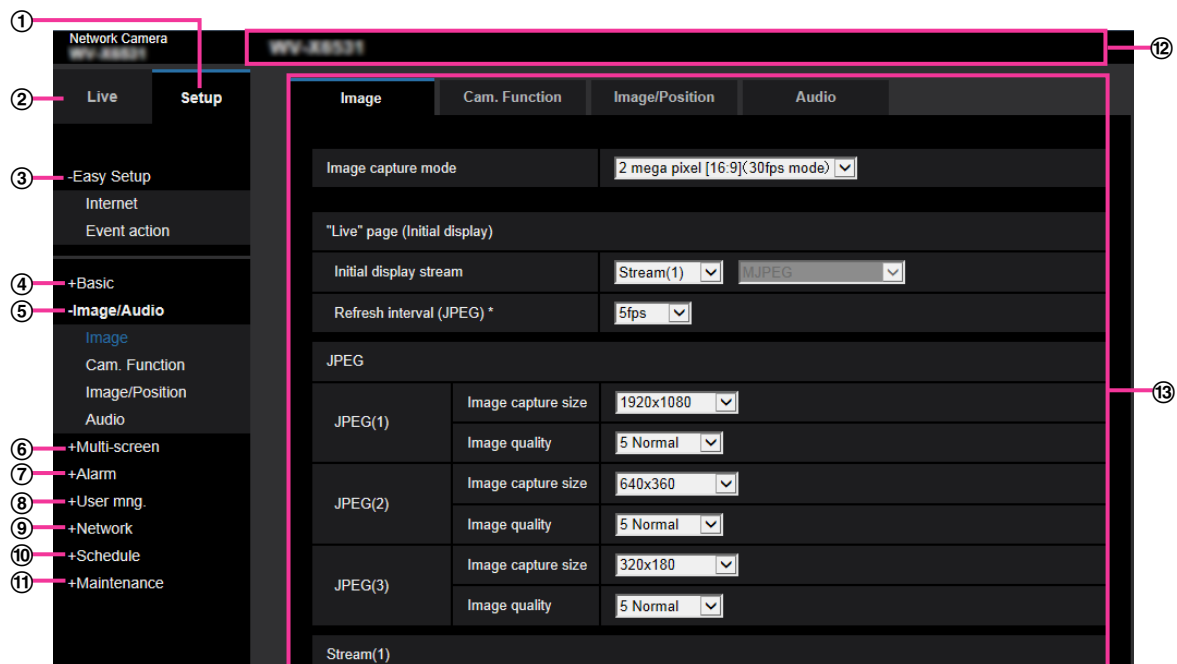 ①
Network Camera
WV-X6531
WV-X6531
⑫
② Live Setup
Image Cam. Function Image/Position Audio
③ -Easy Setup
Internet
Event action
④ +Basic
⑤ -Image/Audio
Image
Cam. Function
Image/Position
Audio
⑥ +Multi-screen
⑦ +Alarm
⑧ +User mng.
⑨ +Network
⑩ +Schedule
⑪ +Maintenance
Image capture mode 2 mega pixel [16:9](30fps mode)
"Live" page (Initial display)
Initial display stream Stream(1) MJPEG
Refresh interval (JPEG) * 5fps
JPEG
JPEG(1) Image capture size 1920x1080
Image quality 5 Normal
JPEG(2) Image capture size 640x360
Image quality 5 Normal
JPEG(3) Image capture size 320x180
Image quality 5 Normal
Stream(1)
⑬